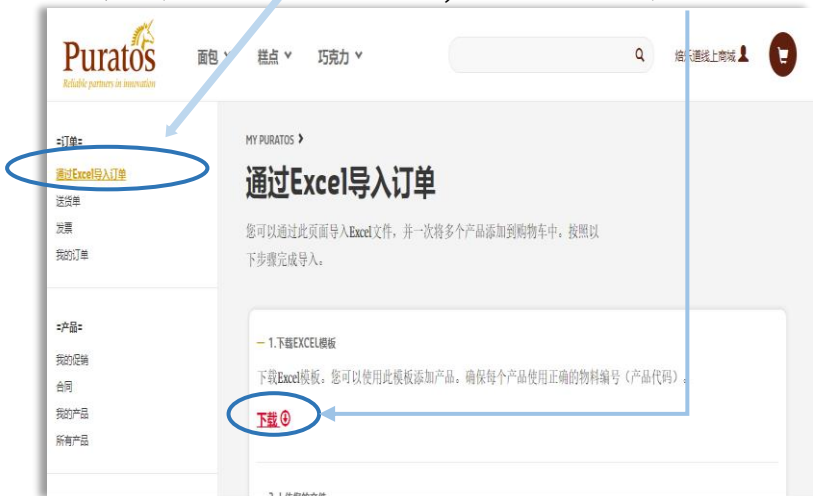 Puratos
Reliable partners in innovation
面包
糕点
巧克力
焙乐道线上商城
=订单=
通过Excel导入订单
送货单
发票
我的订单
=产品=
我的促销
合同
我的产品
所有产品
MY PURATOS
通过Excel导入订单
您可以通过此页面导入Excel文件，并一次将多个产品添加到购物车中。按照以
下步骤完成导入。
1.下载EXCEL模板
下载Excel模板。您可以使用此模板添加产品。确保每个产品使用正确的物料编号（产品代码）。
下载